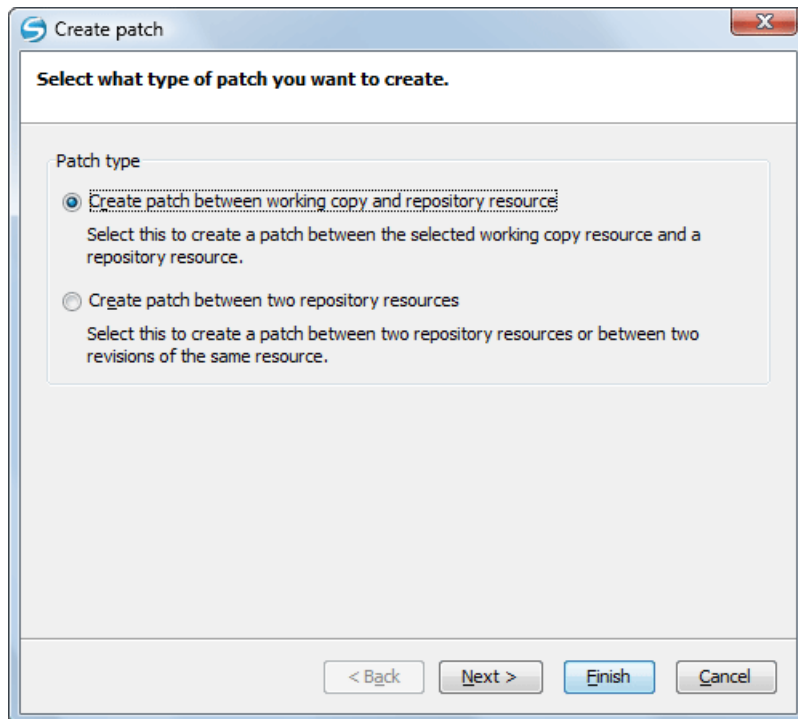 Create patch
Select what type of patch you want to create.
Patch type
Create patch between working copy and repository resource
Select this to create a patch between the selected working copy resource and a
repository resource.
Create patch between two repository resources
Select this to create a patch between two repository resources or between two
revisions of the same resource.
< Back
Next >
Finish
Cancel